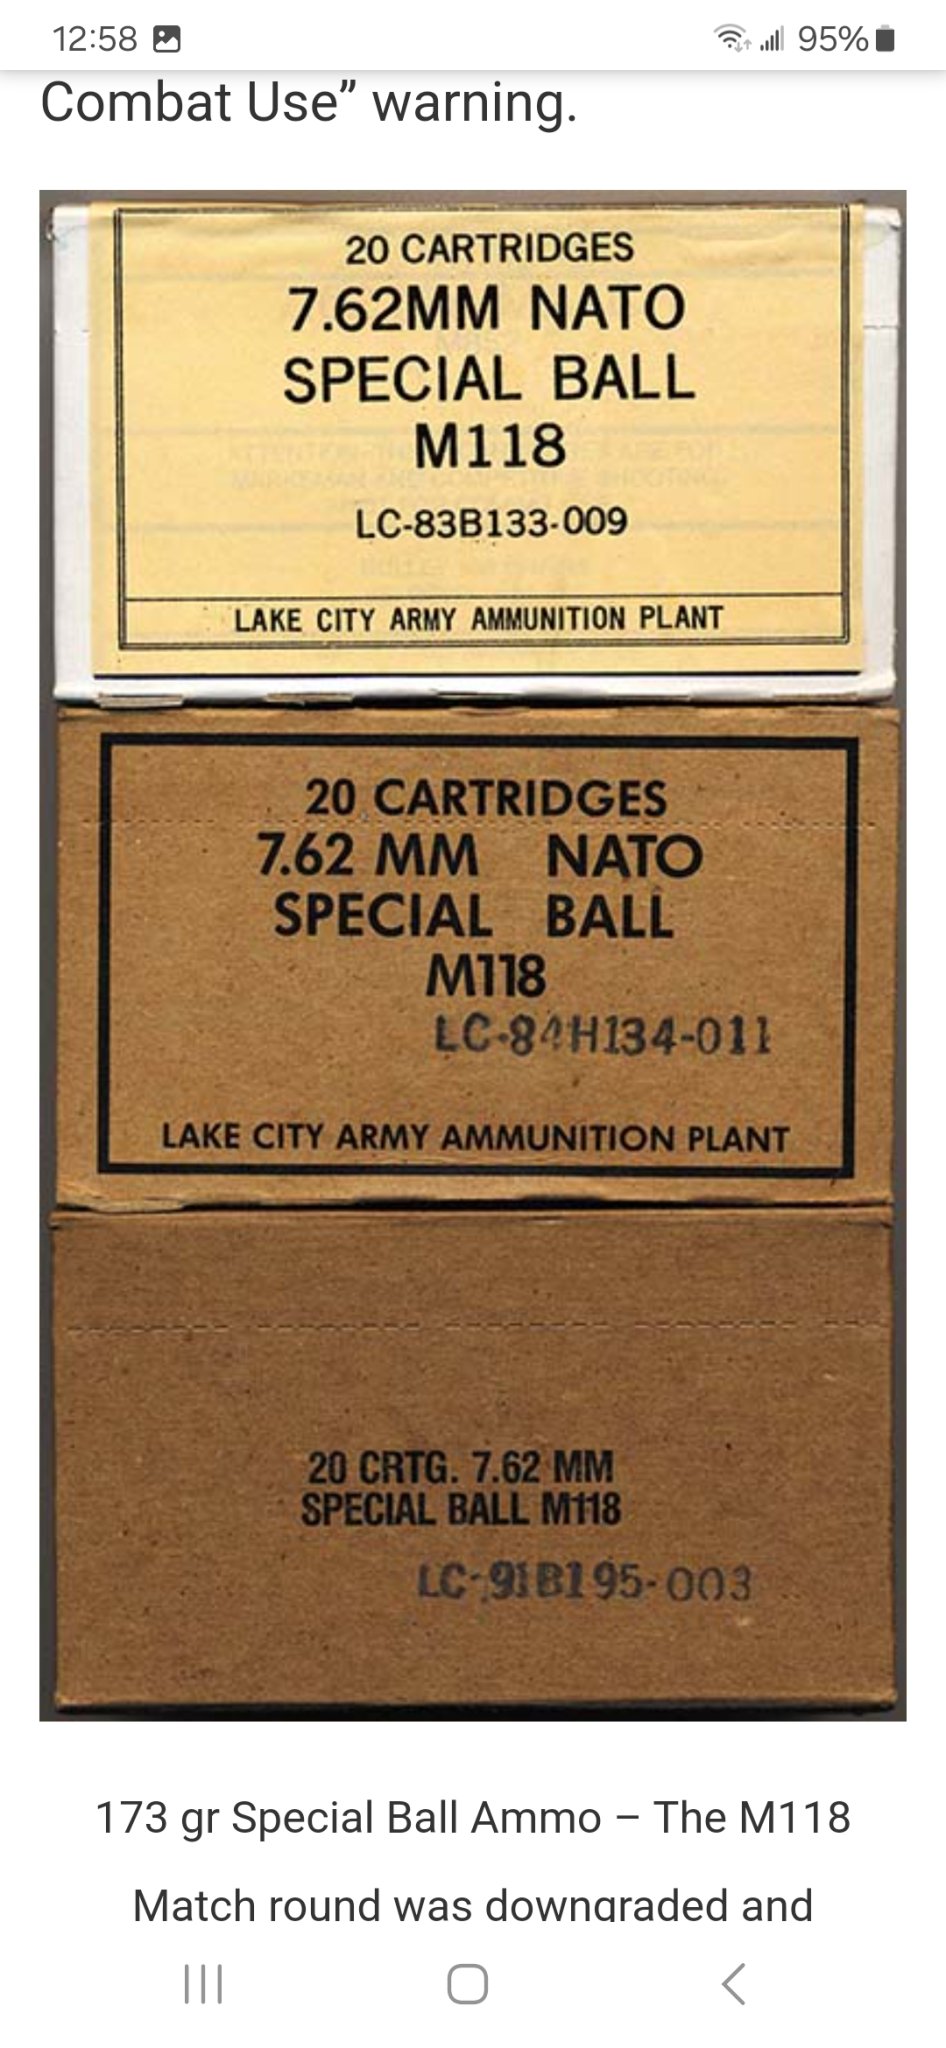 12:58
95%
Combat Use” warning.
20 CARTRIDGES
7.62MM NATO
SPECIAL BALL
M118
LC-83B133-009
LAKE CITY ARMY AMMUNITION PLANT
20 CARTRIDGES
7.62 MM NATO
SPECIAL BALL
M118
LC-84H134-011
LAKE CITY ARMY AMMUNITION PLANT
20 CRTG. 7.62 MM
SPECIAL BALL M118
LC-91B195-003
173 gr Special Ball Ammo – The M118
Match round was downgraded and